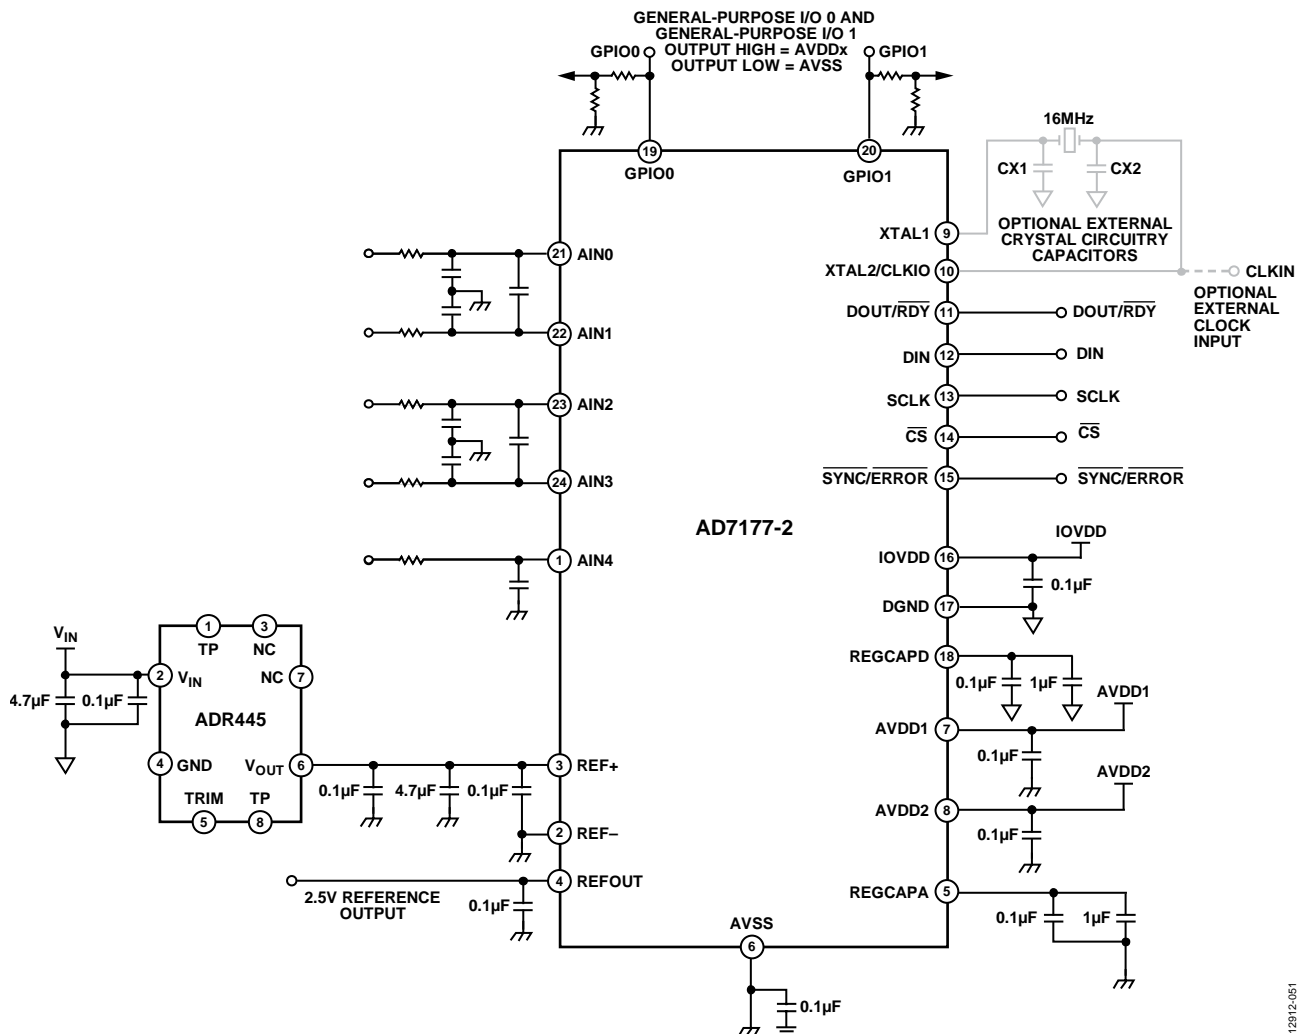 GENERAL-PURPOSE I/O 0 AND
GENERAL-PURPOSE I/O 1
GPIO0 OUTPUT HIGH = AVDDx GPIO1
OUTPUT LOW = AVSS
16MHz
CX1 CX2
19 20
GPIO0 GPIO1
OPTIONAL EXTERNAL
CRYSTAL CIRCUITRY
CAPACITORS
XTAL1 9
21 AIN0
XTAL2/CLKIO 10 CLKIN
OPTIONAL
EXTERNAL
CLOCK
INPUT
DOUT/RDY 11 DOUT/RDY
22 AIN1
DIN 12 DIN
SCLK 13 SCLK
23 AIN2
CS 14 CS
24 AIN3
SYNC/ERROR 15 SYNC/ERROR
AD7177-2
IOVDD
1 AIN4
IOVDD 16
0.1µF
DGND 17
VIN
1 3
TP NC
REGCAPD 18
2 VIN
NC 7
0.1µF 1µF
4.7µF 0.1µF
AVDD1
ADR445
AVDD1 7
0.1µF
4 GND VOUT 6
3 REF+
AVDD2
0.1µF 4.7µF 0.1µF
TRIM TP
5 8
AVDD2 8
2 REF–
0.1µF
4 REFOUT
2.5V REFERENCE
OUTPUT
0.1µF
REGCAPA 5
0.1µF 1µF
AVSS
6
0.1µF
12912-051